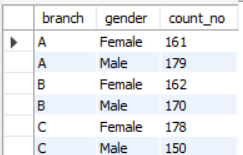 branch gender count_no
A Female 161
A Male 179
B Female 162
B Male 170
C Female 178
C Male 150